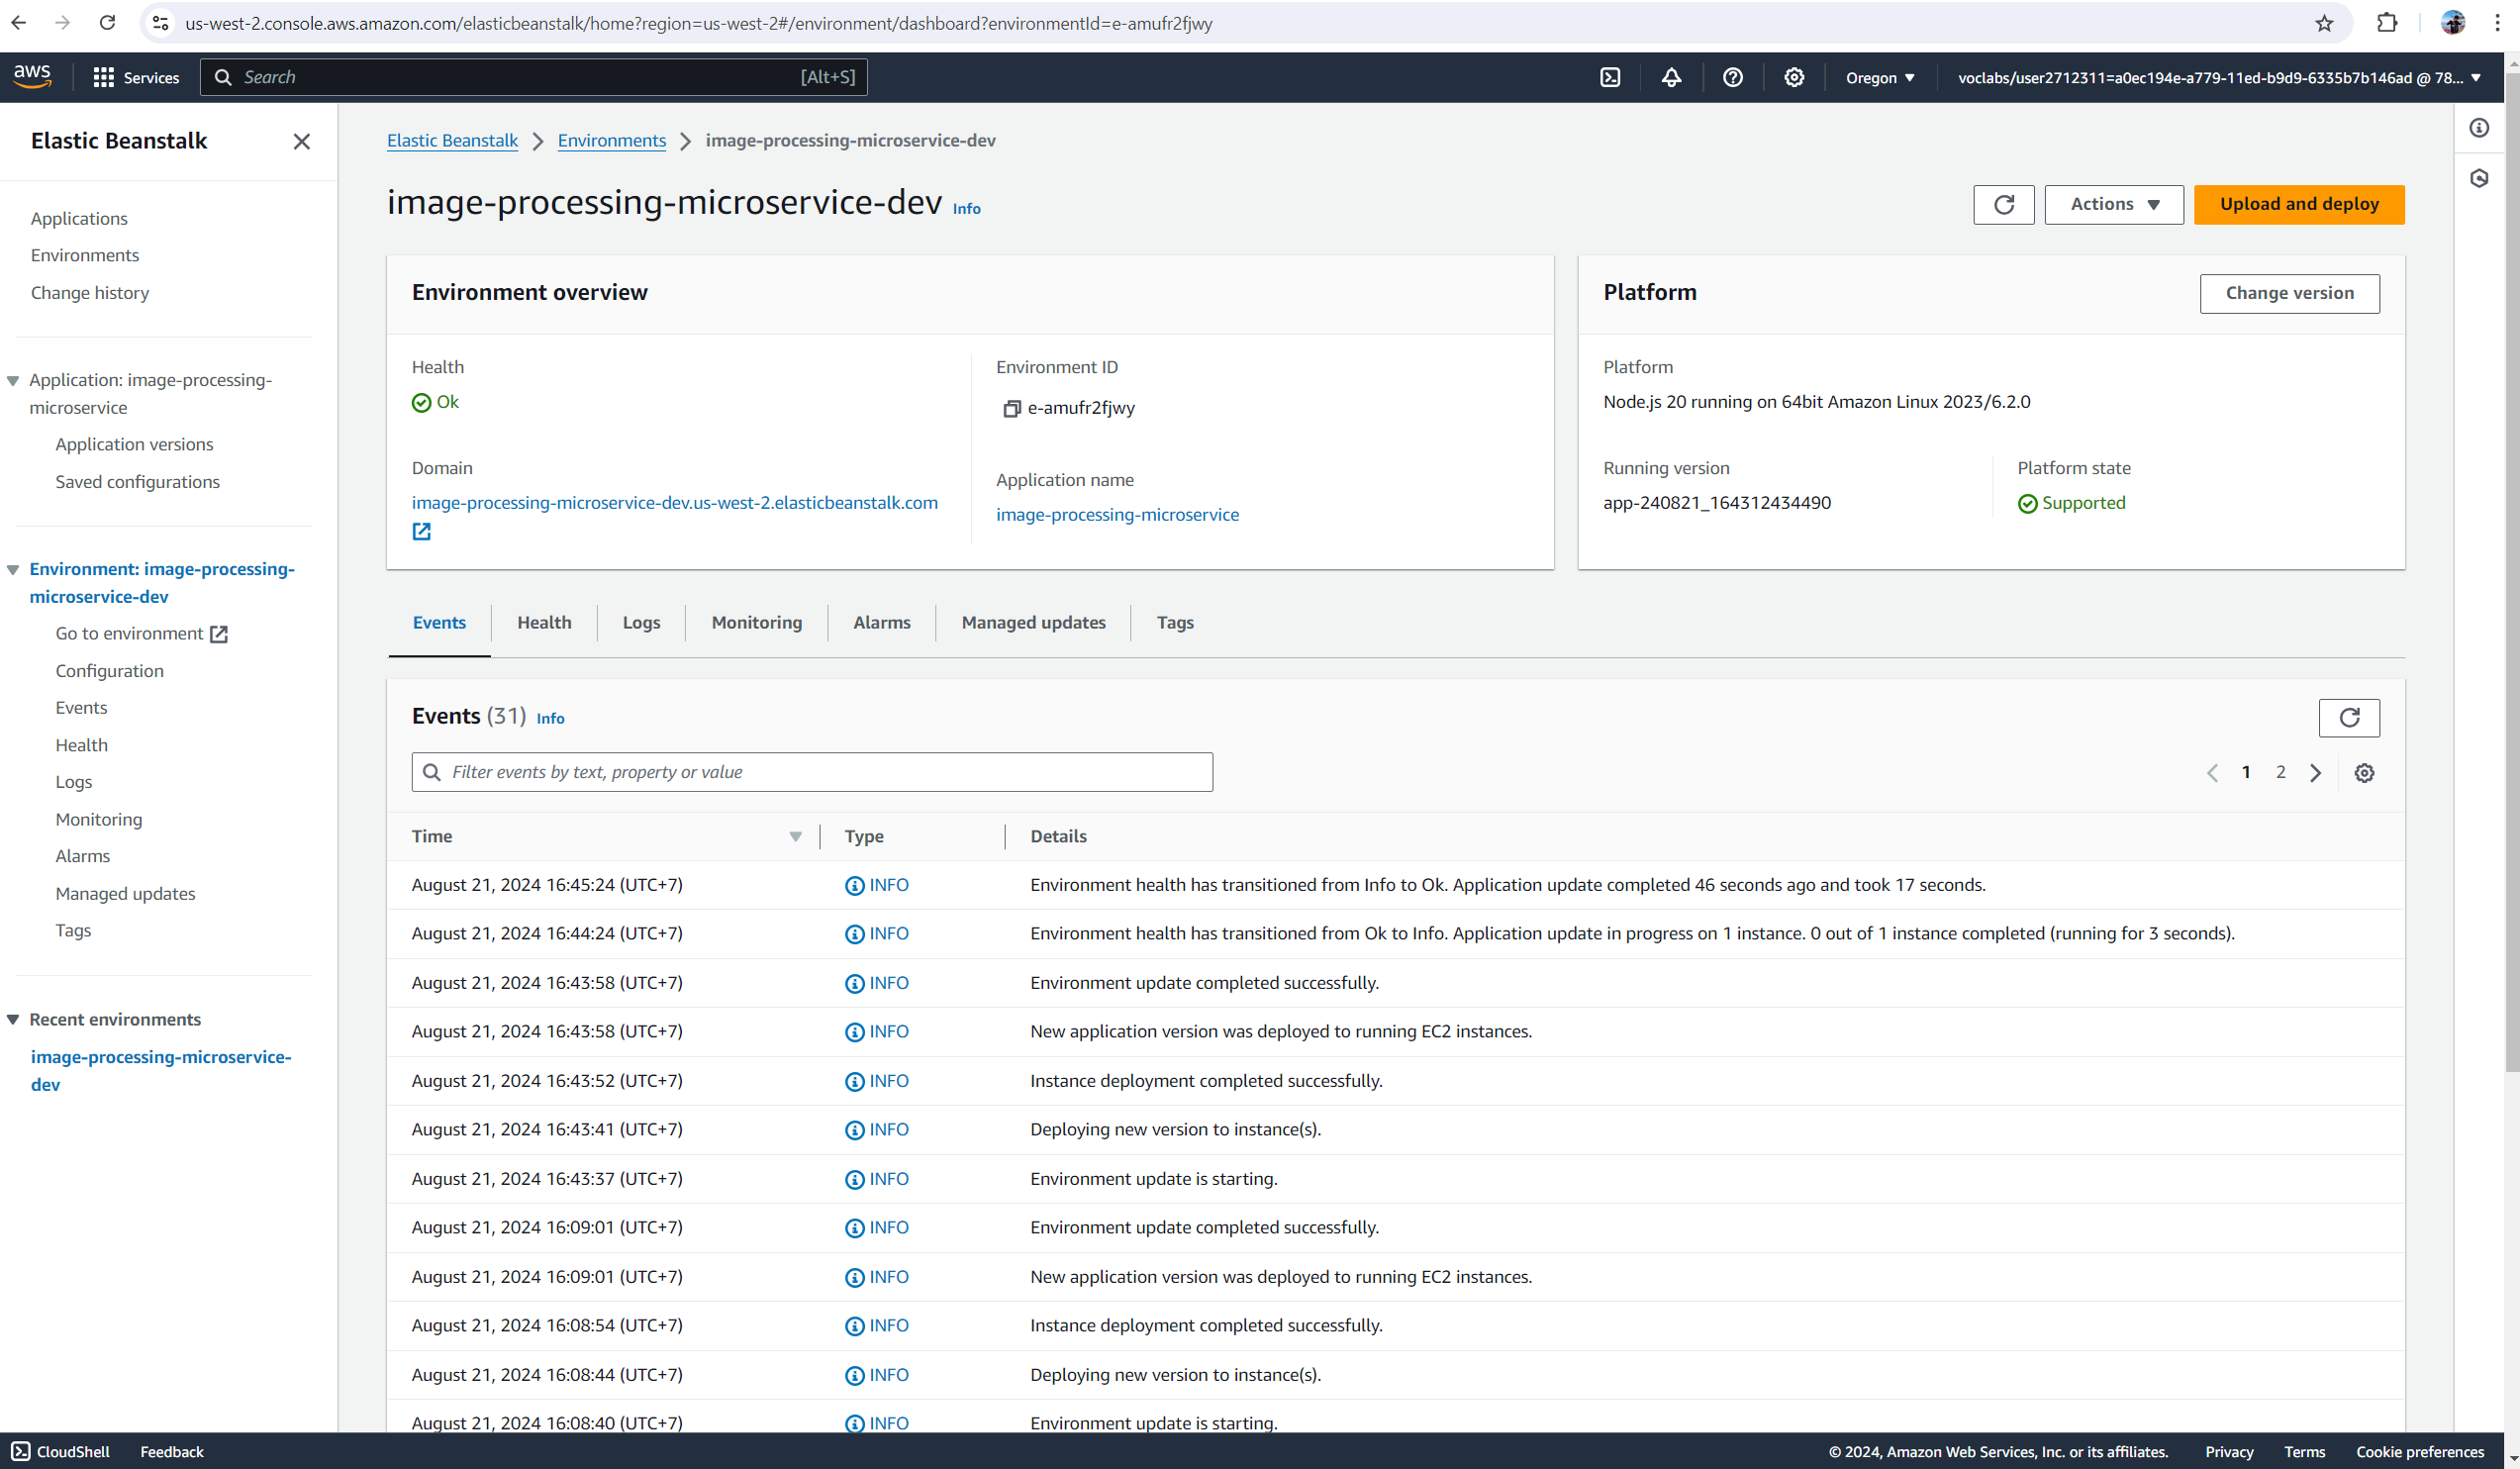 us-west-2.console.aws.amazon.com/elasticbeanstalk/home?region=us-west-2#/environment/dashboard?environmentId=e-amufr2fjwy
aws
Services
Search
[Alt+S]
Oregon
voclabs/user2712311=a0ec194e-a779-11ed-b9d9-6335b7b146ad @ 78...
Elastic Beanstalk
Applications
Environments
Change history
Application: image-processing-
microservice
Application versions
Saved configurations
Environment: image-processing-
microservice-dev
Go to environment
Configuration
Events
Health
Logs
Monitoring
Alarms
Managed updates
Tags
Recent environments
image-processing-microservice-
dev
Elastic Beanstalk > Environments > image-processing-microservice-dev
image-processing-microservice-dev Info
Actions
Upload and deploy
Environment overview
Health
Ok
Domain
image-processing-microservice-dev.us-west-2.elasticbeanstalk.com
Environment ID
e-amufr2fjwy
Application name
image-processing-microservice
Platform
Change version
Platform
Node.js 20 running on 64bit Amazon Linux 2023/6.2.0
Running version
app-240821_164312434490
Platform state
Supported
Events Health Logs Monitoring Alarms Managed updates Tags
Events (31) Info
Filter events by text, property or value
1 2
Time Type Details
August 21, 2024 16:45:24 (UTC+7) INFO Environment health has transitioned from Info to Ok. Application update completed 46 seconds ago and took 17 seconds.
August 21, 2024 16:44:24 (UTC+7) INFO Environment health has transitioned from Ok to Info. Application update in progress on 1 instance. 0 out of 1 instance completed (running for 3 seconds).
August 21, 2024 16:43:58 (UTC+7) INFO Environment update completed successfully.
August 21, 2024 16:43:58 (UTC+7) INFO New application version was deployed to running EC2 instances.
August 21, 2024 16:43:52 (UTC+7) INFO Instance deployment completed successfully.
August 21, 2024 16:43:41 (UTC+7) INFO Deploying new version to instance(s).
August 21, 2024 16:43:37 (UTC+7) INFO Environment update is starting.
August 21, 2024 16:09:01 (UTC+7) INFO Environment update completed successfully.
August 21, 2024 16:09:01 (UTC+7) INFO New application version was deployed to running EC2 instances.
August 21, 2024 16:08:54 (UTC+7) INFO Instance deployment completed successfully.
August 21, 2024 16:08:44 (UTC+7) INFO Deploying new version to instance(s).
August 21, 2024 16:08:40 (UTC+7) INFO Environment update is starting.
CloudShell Feedback
© 2024, Amazon Web Services, Inc. or its affiliates. Privacy Terms Cookie preferences